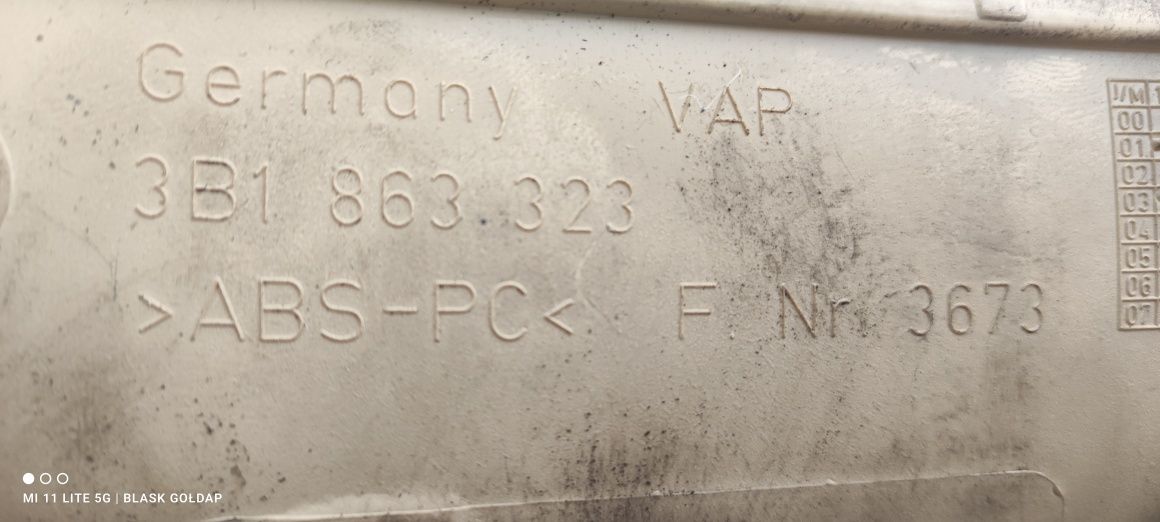 Germany VAP
3B1 863 323
>ABS-PC< F. Nr. 3673
J/M 1
00
01
02
03
04
05
06
07
MI 11 LITE 5G | BLASK GOŁDAP